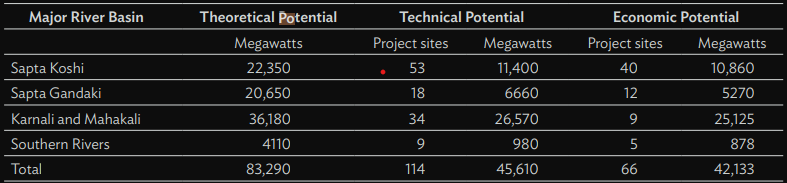 Major River Basin Theoretical Potential Technical Potential Economic Potential
Megawatts Project sites Megawatts Project sites Megawatts
Sapta Koshi 22,350 53 11,400 40 10,860
Sapta Gandaki 20,650 18 6660 12 5270
Karnali and Mahakali 36,180 34 26,570 9 25,125
Southern Rivers 4110 9 980 5 878
Total 83,290 114 45,610 66 42,133